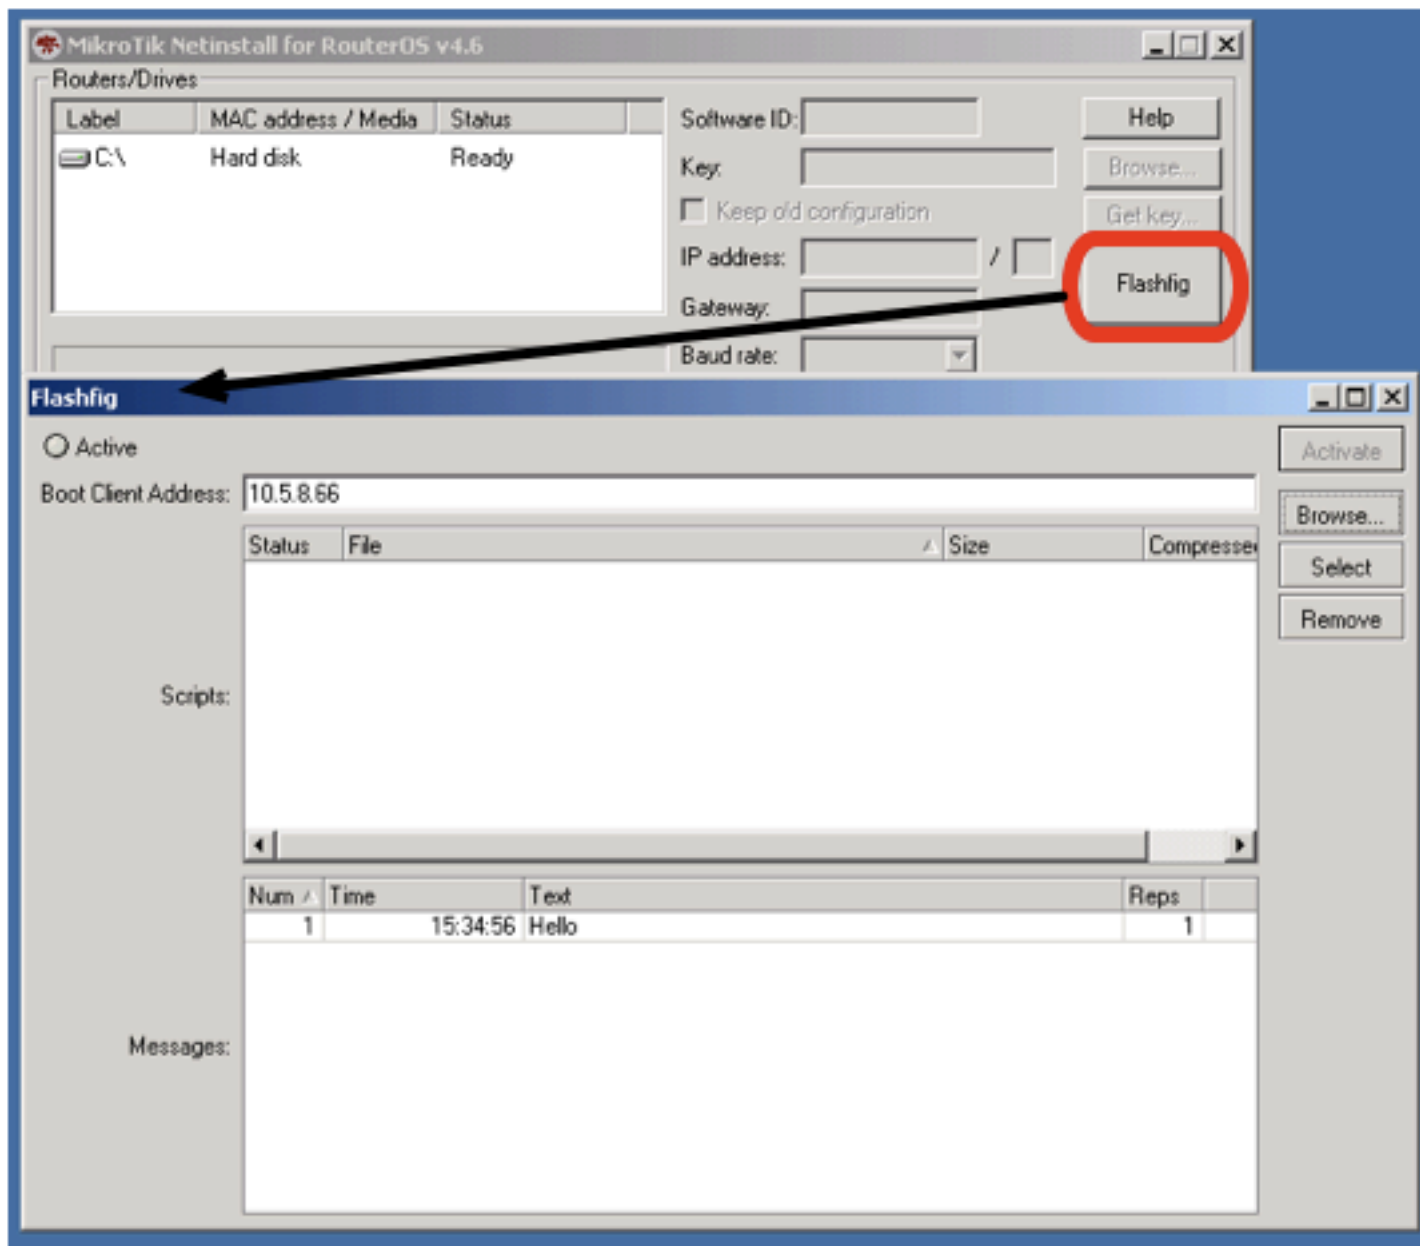 MikroTik Netinstall for RouterOS v4.6
Routers/Drives
Label MAC address / Media Status
C:\ Hard disk Ready
Software ID:
Help
Key:
Browse...
Keep old configuration
Get key...
IP address: /
Flashfig
Gateway:
Baud rate:
Flashfig
Active
Activate
Boot Client Address: 10.5.8.66
Browse...
Status File Size Compressed
Select
Remove
Scripts:
Num Time Text Reps
1 15:34:56 Hello 1
Messages: